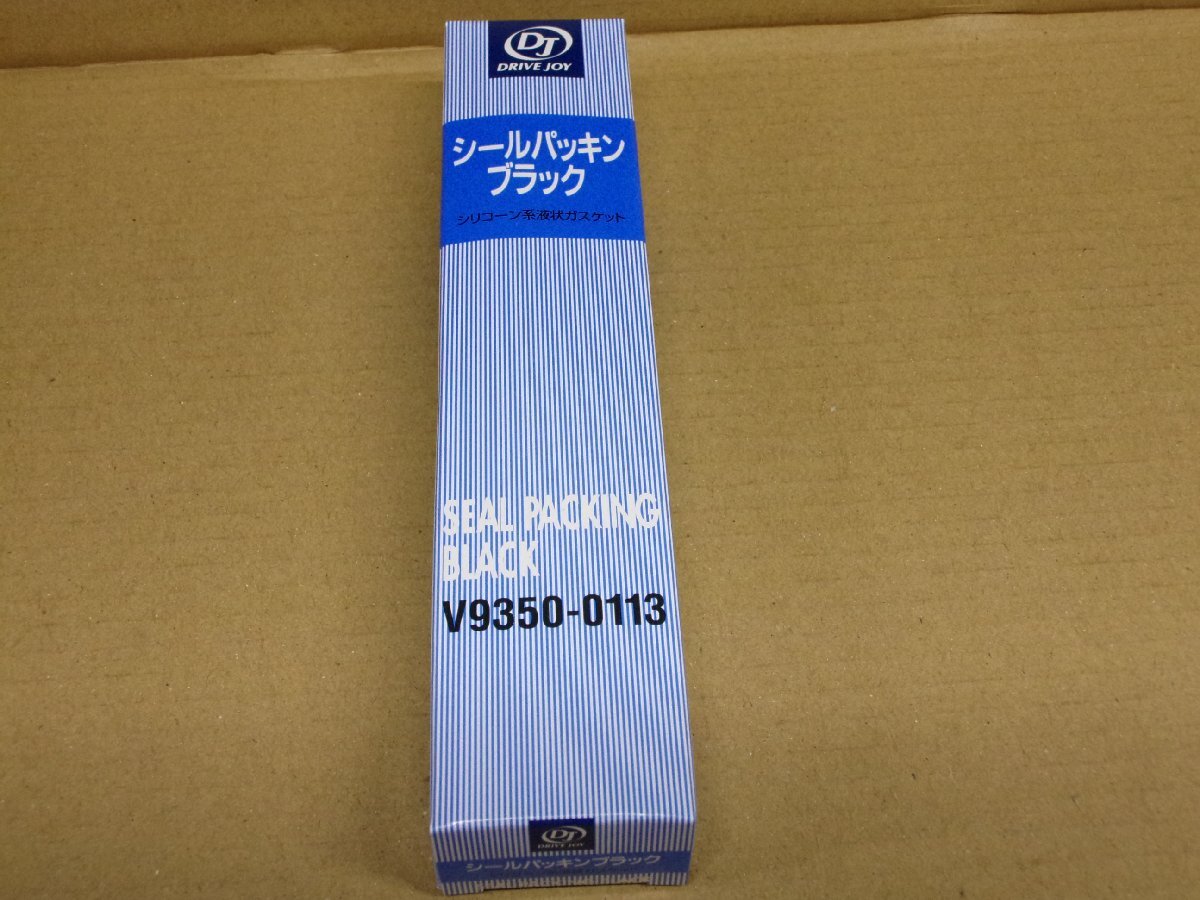 DJ
DRIVE JOY
シールパッキン
ブラック
シリコーン系液状ガスケット
SEAL PACKING
BLACK
V9350-0113
DJ
DRIVE JOY
シールパッキンブラック